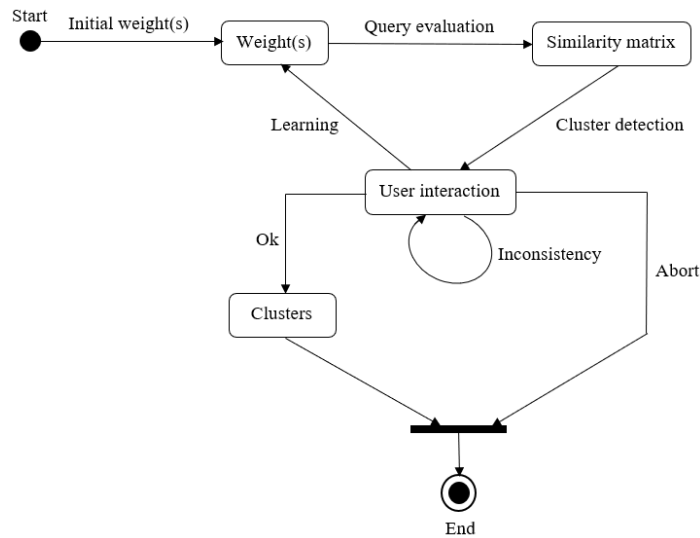 Start
Initial weight(s)
Weight(s)
Query evaluation
Similarity matrix
Learning
Cluster detection
User interaction
Ok
Inconsistency
Abort
Clusters
End